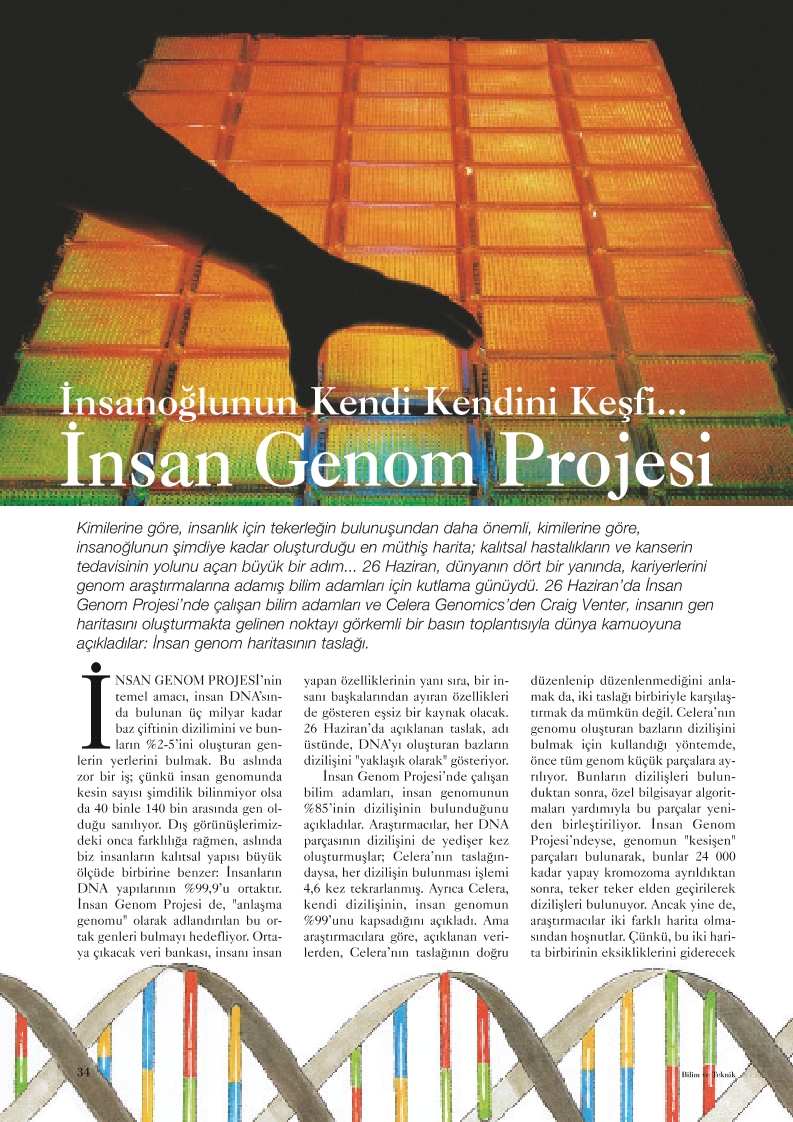 İnsanoğlunun Kendi Kendini Keşfi...
İnsan Genom Projesi
Kimilerine göre, insanlık için tekerleğin bulunuşundan daha önemli, kimilerine göre,
insanoğlunun şimdiye kadar oluşturduğu en müthiş harita; kalıtsal hastalıkların ve kanserin
tedavisinin yolunu açan büyük bir adım... 26 Haziran, dünyanın dört bir yanında, kariyerlerini
genom araştırmalarına adamış bilim adamları için kutlama günüydü. 26 Haziran'da İnsan
Genom Projesi'nde çalışan bilim adamları ve Celera Genomics'den Craig Venter, insanın gen
haritasını oluşturmakta gelinen noktayı görkemli bir basın toplantısıyla dünya kamuoyuna
açıkladılar: İnsan genom haritasının taslağı.
İNSAN GENOM PROJESİ'nin
temel amacı, insan DNA'sın-
da bulunan üç milyar kadar
baz çiftinin dizilimini ve bun-
ların %2-5'ini oluşturan gen-
lerin yerlerini bulmak. Bu aslında
zor bir iş; çünkü insan genomunda
kesin sayısı şimdilik bilinmiyor olsa
da 40 binle 140 bin arasında gen ol-
duğu sanılıyor. Dış görünüşlerimiz-
deki onca farklılığa rağmen, aslında
biz insanların kalıtsal yapısı büyük
ölçüde birbirine benzer: İnsanların
DNA yapılarının %99,9'u ortaktır.
İnsan Genom Projesi de, "anlaşma
genomu" olarak adlandırılan bu or-
tak genleri bulmayı hedefliyor. Orta-
ya çıkacak veri bankası, insanı insan
yapan özelliklerinin yanı sıra, bir in-
sanı başkalarından ayıran özellikleri
de gösteren eşsiz bir kaynak olacak.
26 Haziran'da açıklanan taslak, adı
üstünde, DNA'yı oluşturan bazların
dizilişini "yaklaşık olarak" gösteriyor.
İnsan Genom Projesi'nde çalışan
bilim adamları, insan genomunun
%85'inin dizilişinin bulunduğunu
açıkladılar. Araştırmacılar, her DNA
parçasının dizilişini de yedişer kez
oluşturmuşlar; Celera'nın taslağın-
daysa, her dizilişin bulunması işlemi
4,6 kez tekrarlanmış. Ayrıca Celera,
kendi dizilişinin, insan genomun
%99'unu kapsadığını açıkladı. Ama
araştırmacılara göre, açıklanan veri-
lerden, Celera'nın taslağının doğru
düzenlenip düzenlenmediğini anla-
mak da, iki taslağı birbiriyle karşılaş-
tırmak da mümkün değil. Celera'nın
genomu oluşturan bazların dizilişini
bulmak için kullandığı yöntemde,
önce tüm genom küçük parçalara ay-
rılıyor. Bunların dizilişleri bulun-
duktan sonra, özel bilgisayar algorit-
maları yardımıyla bu parçalar yeni-
den birleştiriliyor. İnsan Genom
Projesi'ndeyse, genomun "kesişen"
parçaları bulunarak, bunlar 24 000
kadar yapay kromozoma ayrıldıktan
sonra, teker teker elden geçirilerek
dizilişleri bulunuyor. Ancak yine de,
araştırmacılar iki farklı harita olma-
sından hoşnutlar. Çünkü, bu iki hari-
ta birbirinin eksikliklerini giderecek
34
Bilim ve Teknik